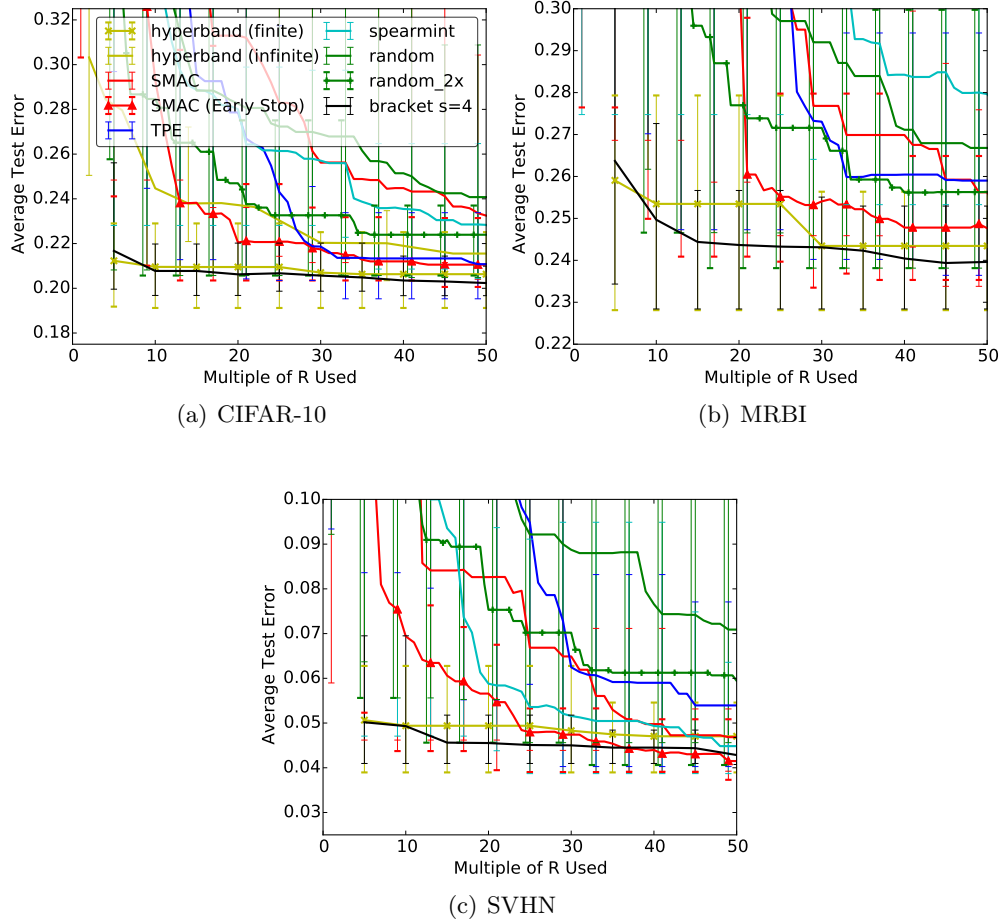 hyperband (finite)
hyperband (infinite)
SMAC
SMAC (Early Stop)
TPE
spearmint
random
random_2x
bracket s=4
0.32
0.30
0.28
0.26
0.24
0.22
0.20
0.18
Average Test Error
0 10 20 30 40 50
Multiple of R Used
(a) CIFAR-10
0.30
0.29
0.28
0.27
0.26
0.25
0.24
0.23
0.22
Average Test Error
0 10 20 30 40 50
Multiple of R Used
(b) MRBI
0.10
0.09
0.08
0.07
0.06
0.05
0.04
0.03
Average Test Error
0 10 20 30 40 50
Multiple of R Used
(c) SVHN